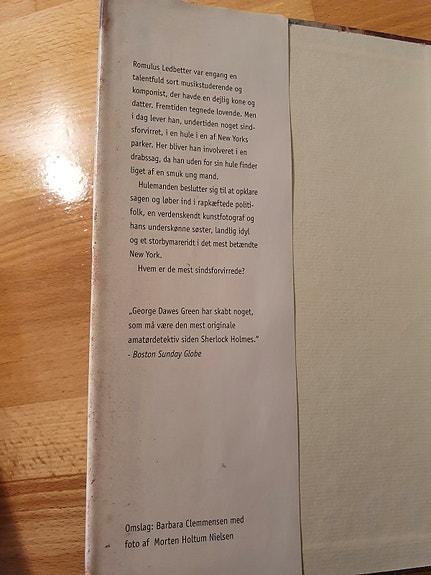 Romulus Ledbetter var engang en
talentfuld sort musikstuderende og
komponist, der havde en dejlig kone og
datter. Fremtiden tegnede lovende. Men
i dag lever han, undertiden noget sind-
sforvirret, i en hule i en af New Yorks
parker. Her bliver han involveret i en
drabssag, da han uden for sin hule finder
liget af en smuk ung mand.
Hulemanden beslutter sig til at opklare
sagen og løber ind i rapkæftede politi-
folk, en verdenskendt kunstfotograf og
hans underskønne søster, landlig idyl
og et storbymareridt i det mest betændte
New York.
Hvem er de mest sindsforvirrede?
„George Dawes Green har skabt noget,
som må være den mest originale
amatørdetektiv siden Sherlock Holmes.”
- Boston Sunday Globe
Omslag: Barbara Clemmensen med
foto af Morten Holtum Nielsen